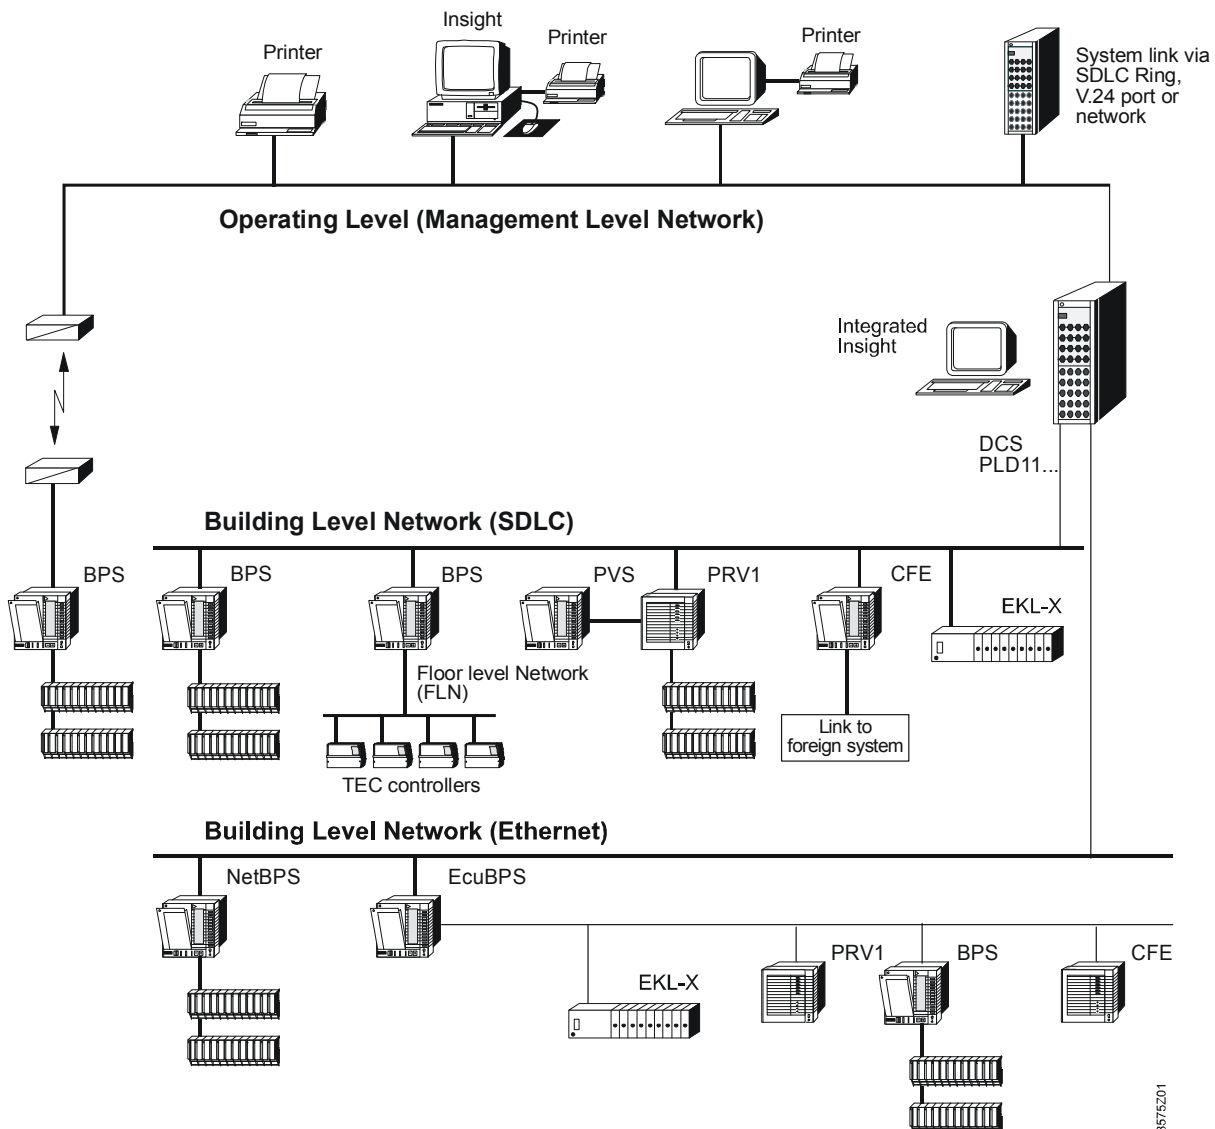 Insight
Printer
Printer
Printer
System link via
SDLC Ring,
V.24 port or
network
Operating Level (Management Level Network)
Integrated
Insight
DCS
PLD11...
Building Level Network (SDLC)
BPS
BPS
BPS
PVS
PRV1
CFE
EKL-X
Floor level Network
(FLN)
Link to
foreign system
TEC controllers
Building Level Network (Ethernet)
NetBPS
EcuBPS
EKL-X
PRV1
BPS
CFE
3575Z01